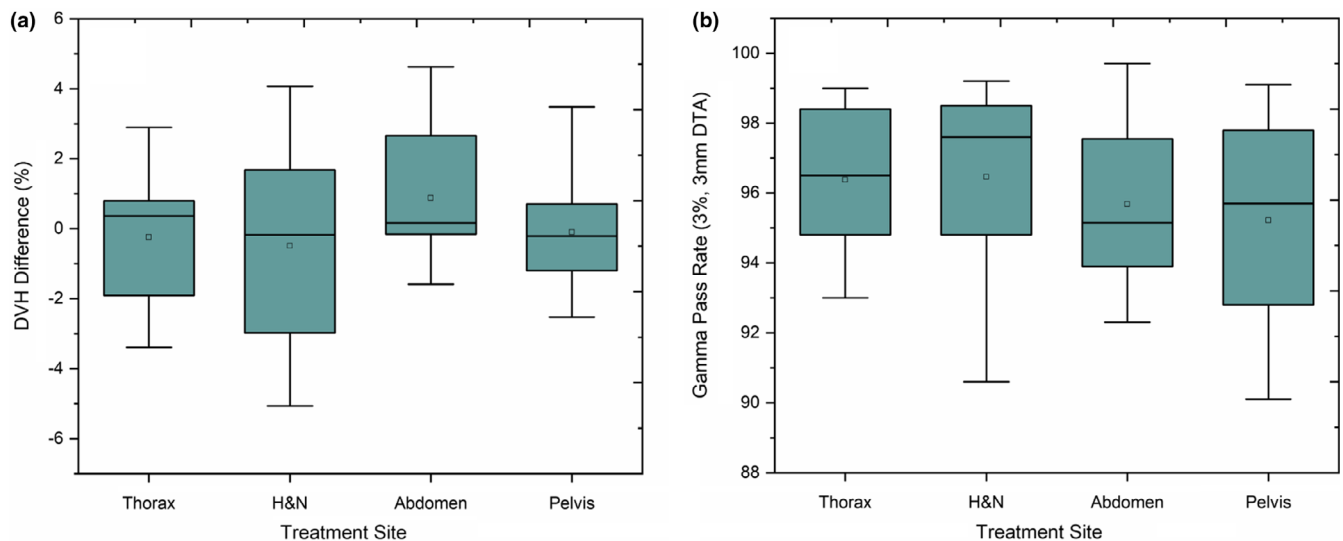 (a)
DVH Difference (%)
6
4
2
0
-2
-4
-6
Thorax H&N Abdomen Pelvis
Treatment Site
(b)
Gamma Pass Rate (3%, 3mm DTA)
100
98
96
94
92
90
88
Thorax H&N Abdomen Pelvis
Treatment Site